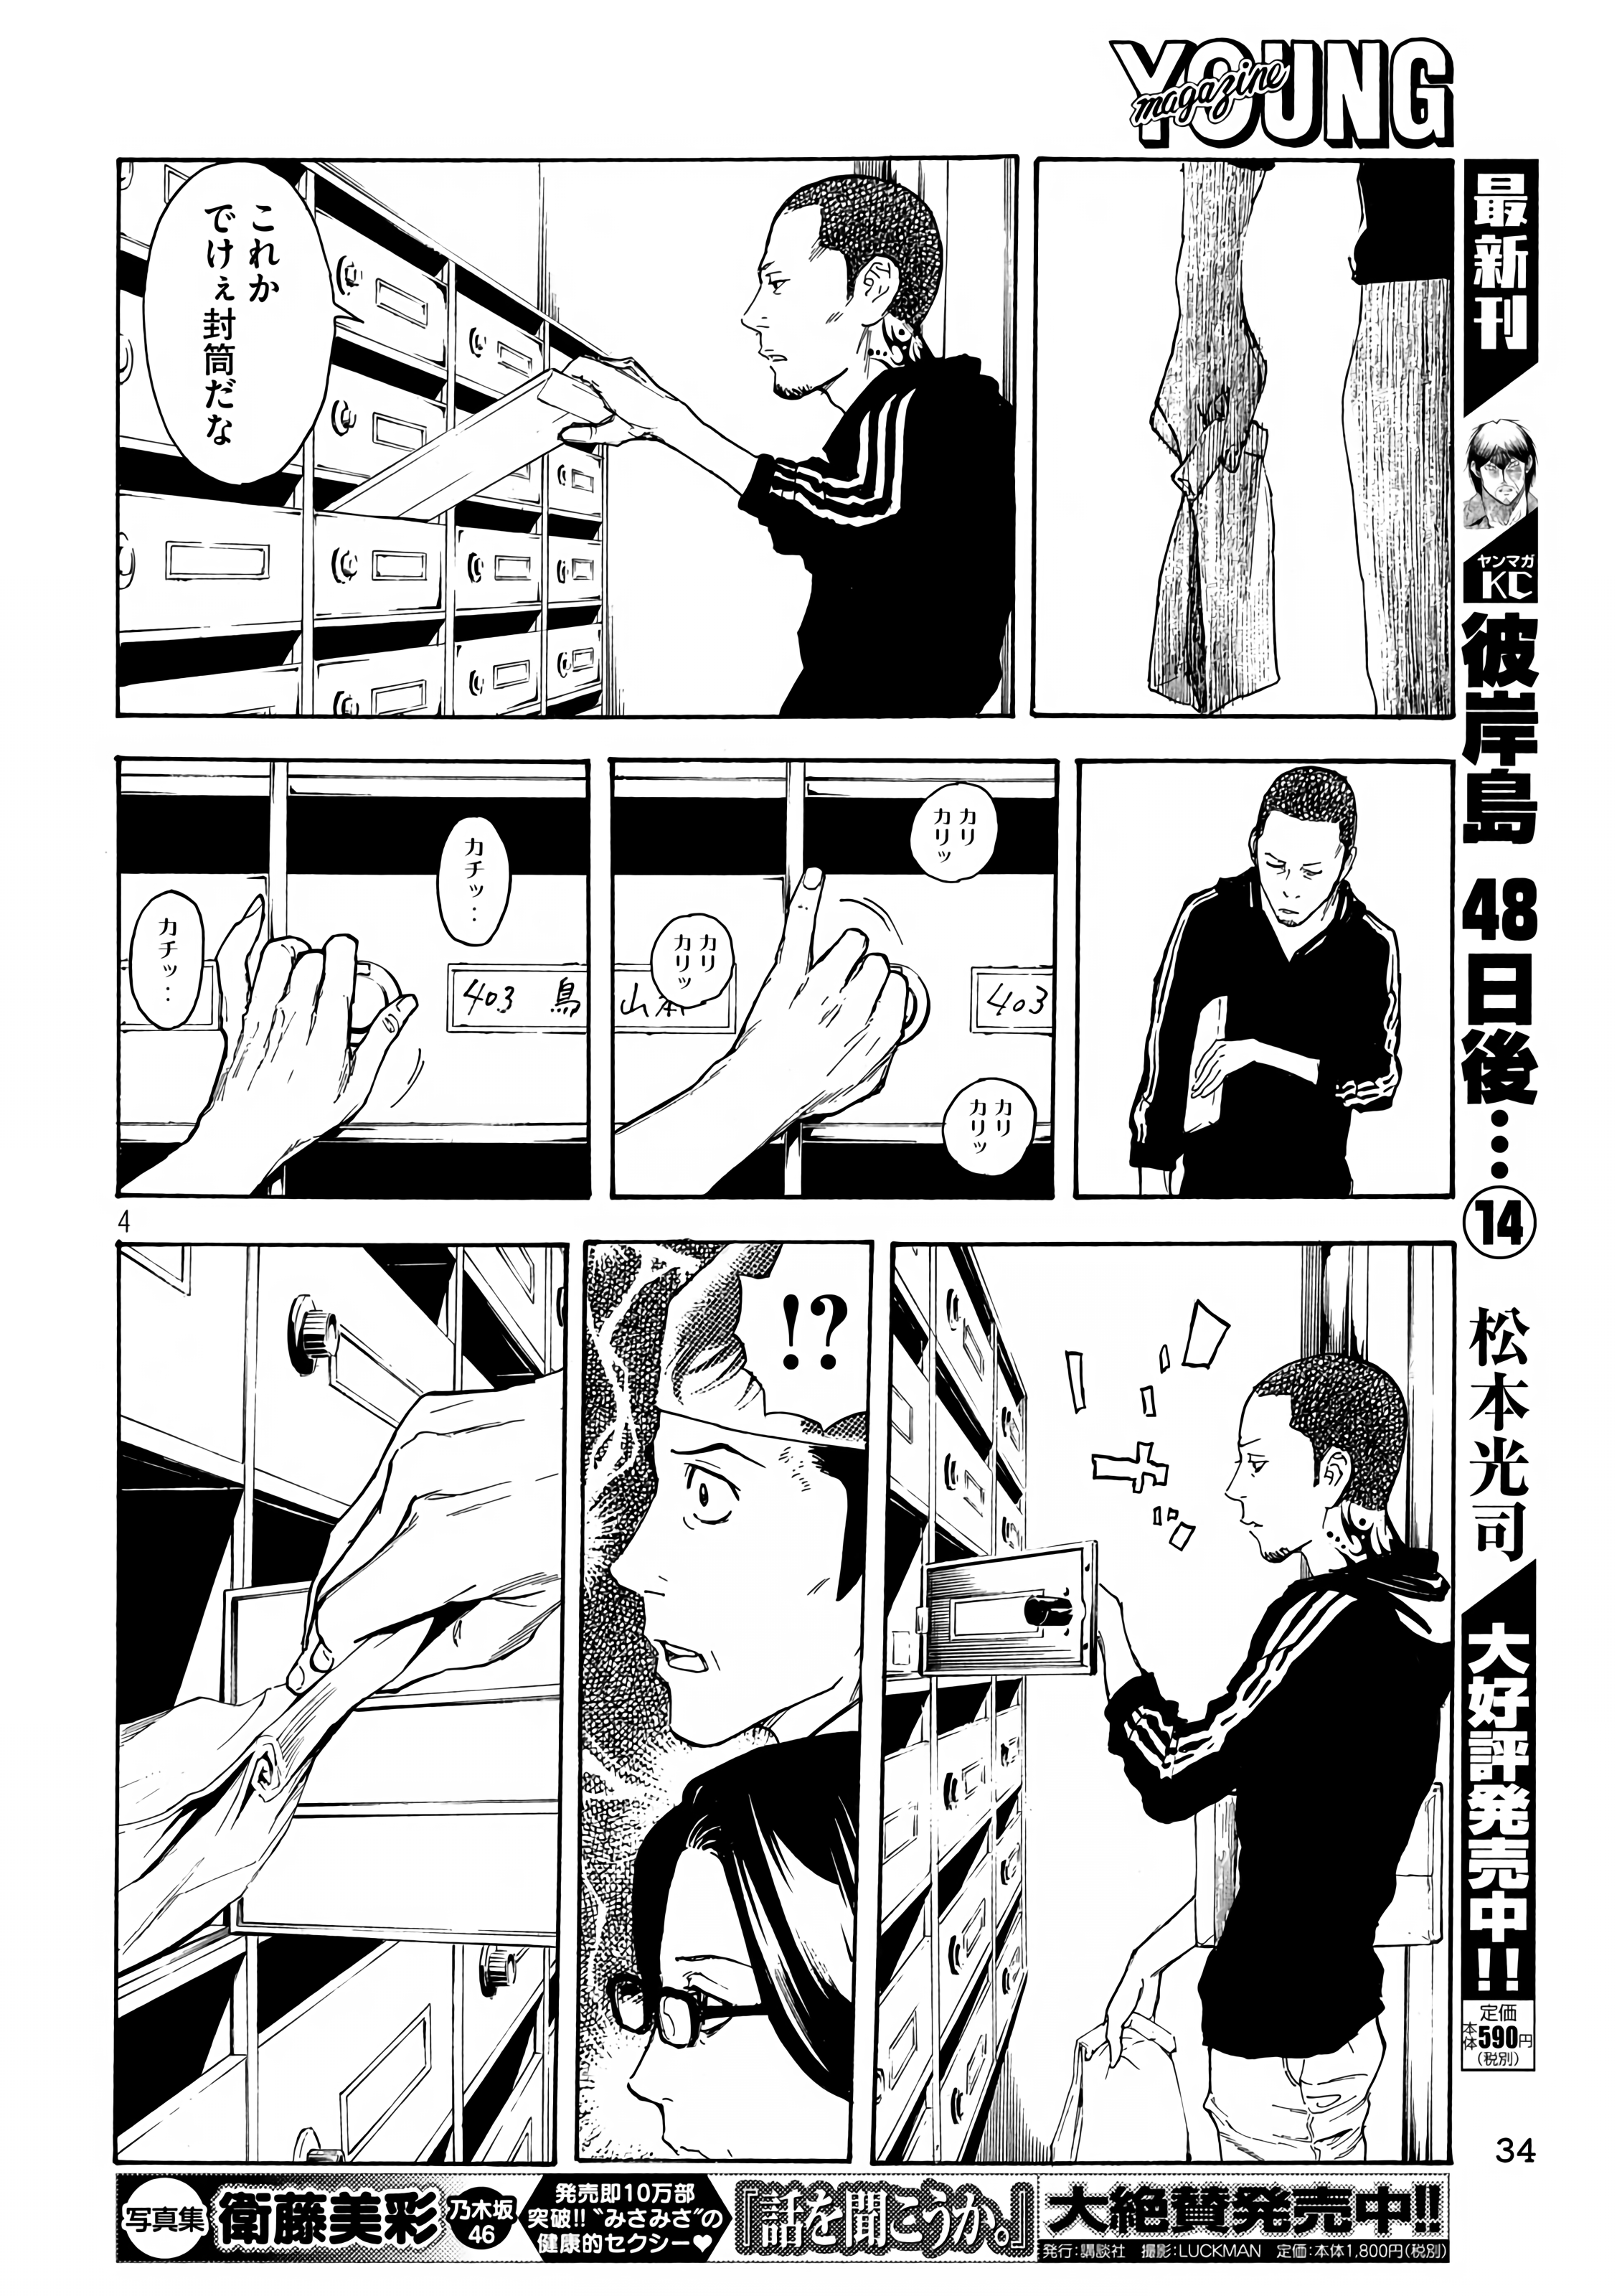 YOUNG
magazine
最新刊
ヤンマガ
KC
彼岸島 48日後…⑭
松本光司
大好評発売中!!
定価
本体590円
(税別)
これか
でけぇ封筒だな
カリ
カリッ
カリ
カリッ
カリ
カリッ
山本
403
カチッ‥
カチッ‥
403 鳥
4
サ
!?
34
写真集
衛藤美彩
乃木坂
46
発売即10万部
突破!!“みさみさ”の
健康的セクシー♥
『話を聞こうか。』
大絶賛発売中!!
発行:講談社 撮影:LUCKMAN 定価:本体1,800円(税別)